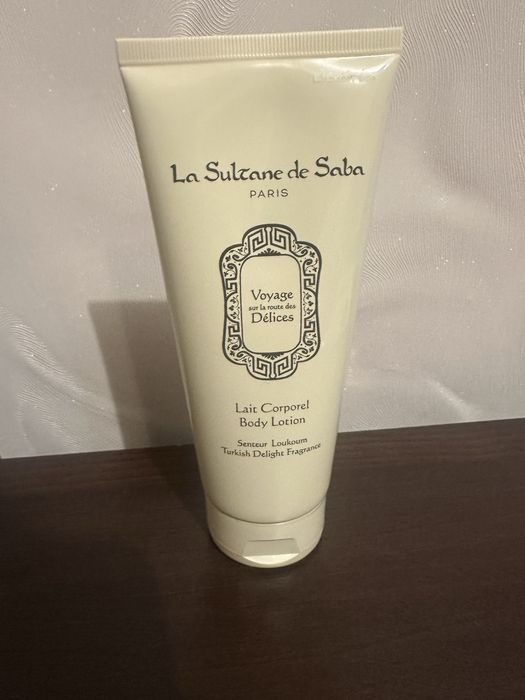 La Sultane de Saba
PARIS
Voyage
sur la route des
Délices
Lait Corporel
Body Lotion
Senteur Loukoum
Turkish Delight Fragrance